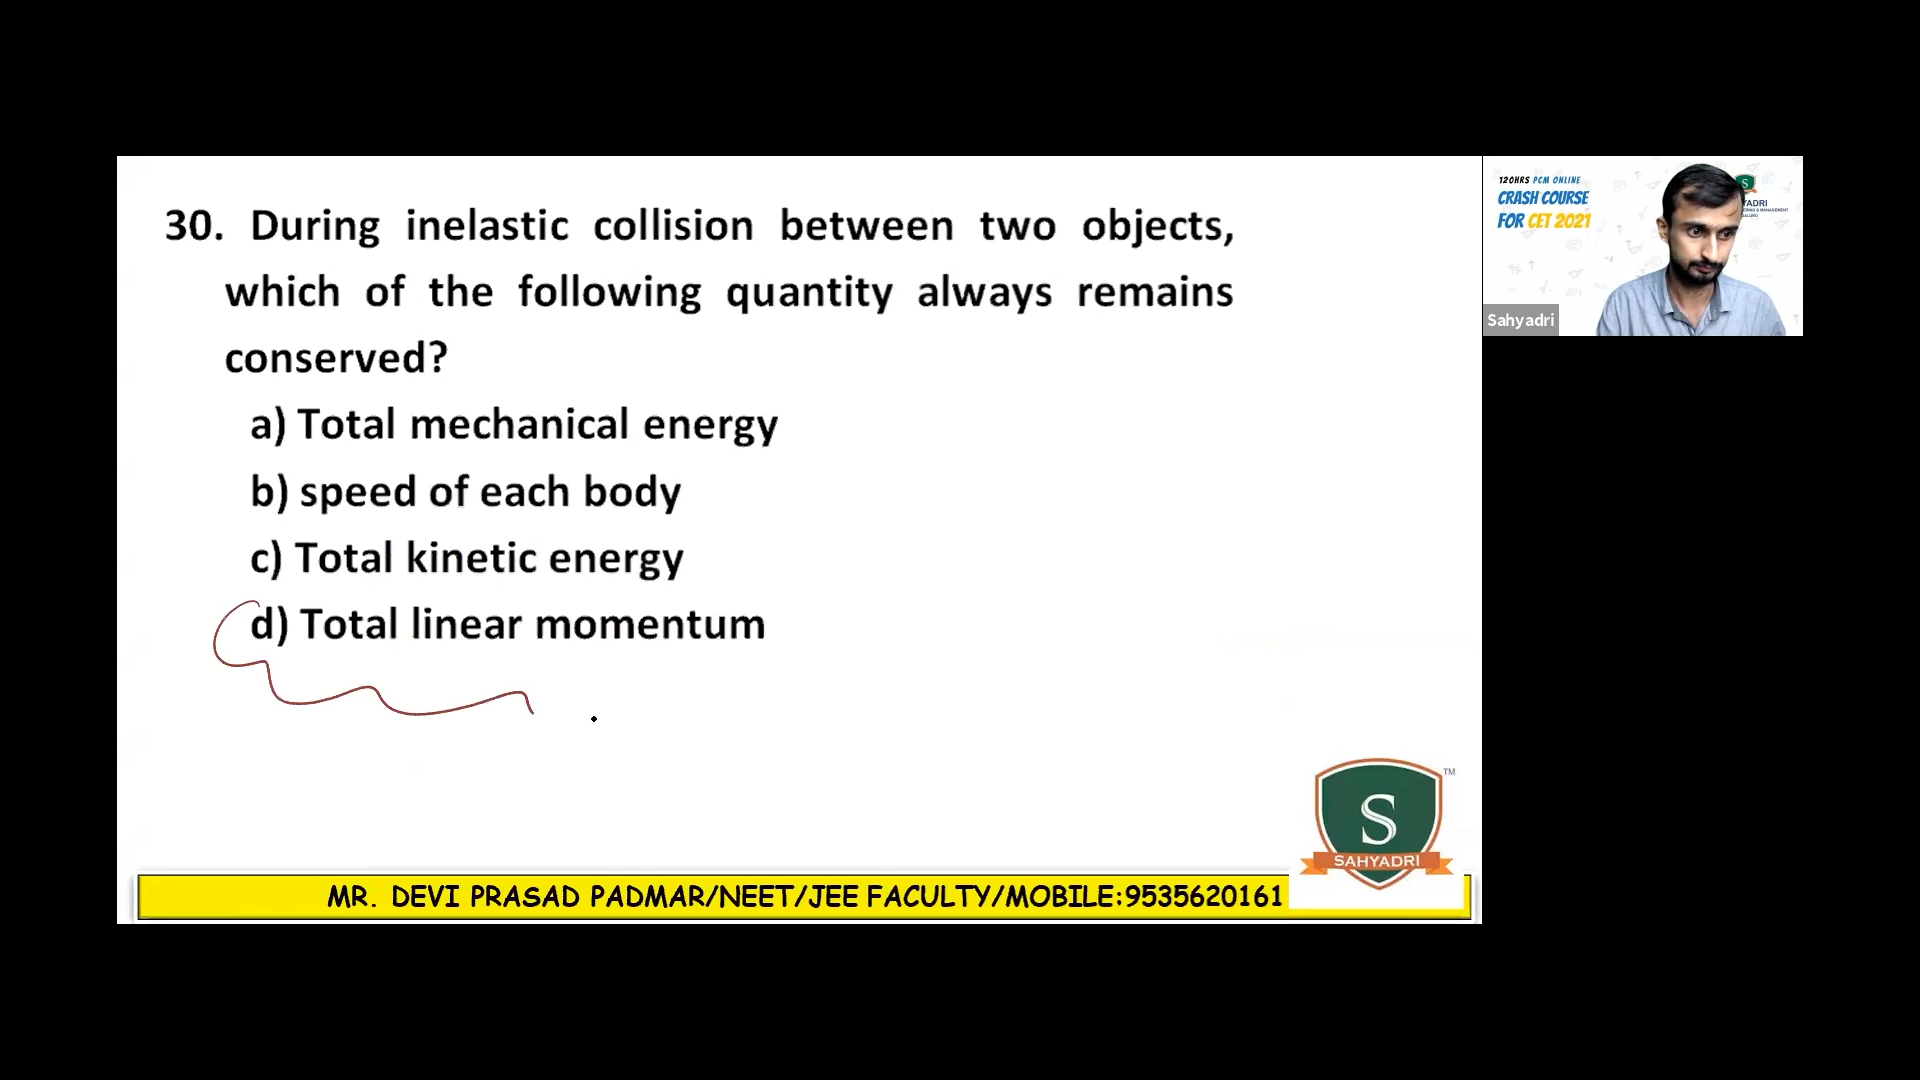 30. During inelastic collision between two objects,
which of the following quantity always remains
conserved?
a) Total mechanical energy
b) speed of each body
c) Total kinetic energy
d) Total linear momentum
MR. DEVI PRASAD PADMAR/NEET/JEE FACULTY/MOBILE:9535620161
S
SAHYADRI
TM
120HRS PCM ONLINE
CRASH COURSE
FOR CET 2021
S
YADRI
Sahyadri